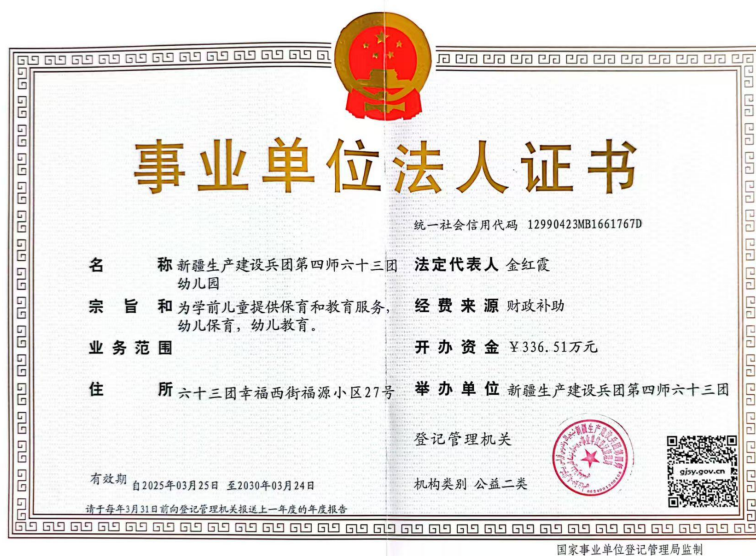 事业单位法人证书
统一社会信用代码 12990423MB1661767D
名 称 新疆生产建设兵团第四师六十三团
幼儿园
法定代表人 金红霞
宗 旨 和 为学前儿童提供保育和教育服务，
幼儿保育，幼儿教育。
业 务 范 围
经 费 来 源 财政补助
开 办 资 金 ￥336.51万元
住 所 六十三团幸福西街福源小区27号
举 办 单 位 新疆生产建设兵团第四师六十三团
登记管理机关
机构类别 公益二类
gjsy.gov.cn
有效期 自2025年03月25日 至2030年03月24日
请于每年3月31日前向登记管理机关报送上一年度的年度报告
国家事业单位登记管理局监制